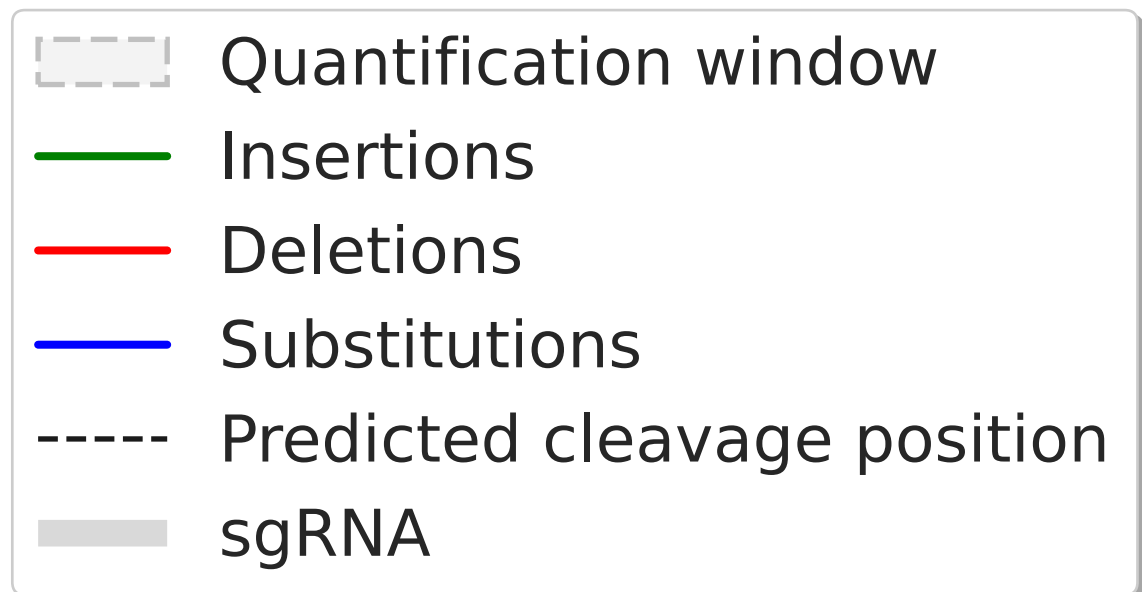 Quantification window
Insertions
Deletions
Substitutions
Predicted cleavage position
sgRNA